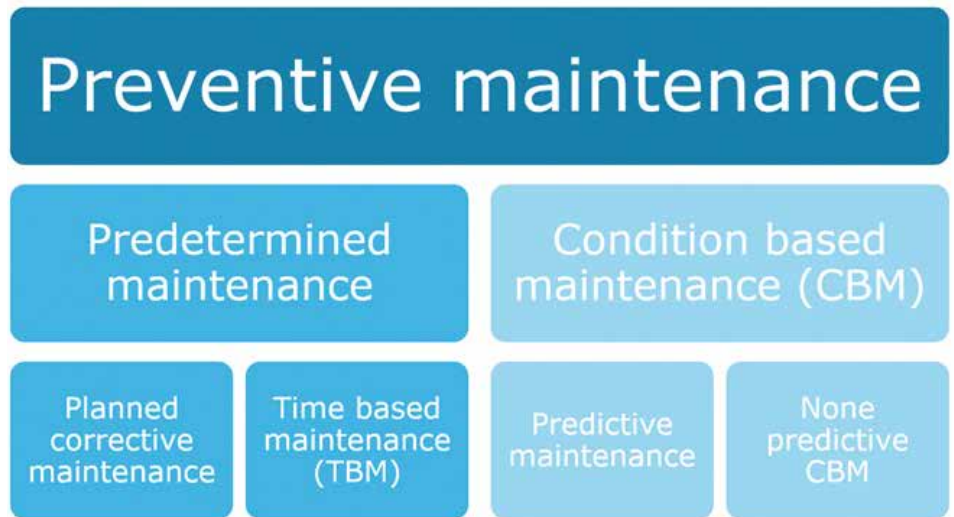 Preventive maintenance
Predetermined
maintenance
Condition based
maintenance (CBM)
Planned
corrective
maintenance
Time based
maintenance
(TBM)
Predictive
maintenance
None
predictive
CBM